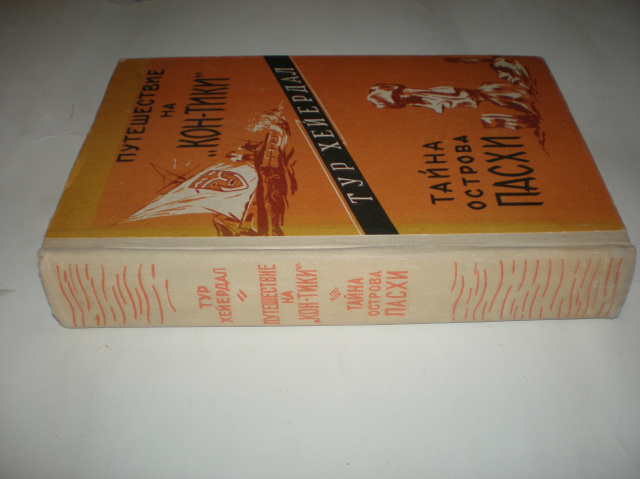 ПУТЕШЕСТВИЕ
НА
„КОН-ТИКИ"
ТУР ХЕЙЕРДАЛ
ТАЙНА
ОСТРОВА
ПАСХИ
ТУР
ХЕЙЕРДАЛ
ПУТЕШЕСТВИЕ
НА
„КОН-ТИКИ"
ТАЙНА
ОСТРОВА
ПАСХИ